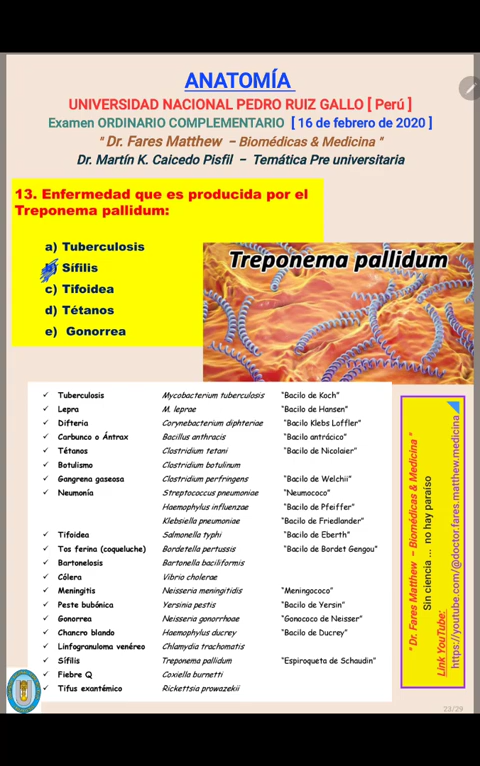 ANATOMÍA
UNIVERSIDAD NACIONAL PEDRO RUIZ GALLO [ Perú ]
Examen ORDINARIO COMPLEMENTARIO [ 16 de febrero de 2020 ]
" Dr. Fares Matthew – Biomédicas & Medicina "
Dr. Martín K. Caicedo Pisfil – Temática Pre universitaria
13. Enfermedad que es producida por el
Treponema pallidum:
a) Tuberculosis
b) Sífilis
c) Tifoidea
d) Tétanos
e) Gonorrea
Treponema pallidum
✓ Tuberculosis Mycobacterium tuberculosis "Bacilo de Koch"
✓ Lepra M. leprae "Bacilo de Hansen"
✓ Difteria Corynebacterium diphteriae "Bacilo Klebs Loffler"
✓ Carbunco o Ántrax Bacillus anthracis "Bacilo antrácico"
✓ Tétanos Clostridium tetani "Bacilo de Nicolaier"
✓ Botulismo Clostridium botulinum
✓ Gangrena gaseosa Clostridium perfringens "Bacilo de Welchii"
✓ Neumonía Streptococcus pneumoniae "Neumococo"
Haemophylus influenzae "Bacilo de Pfeiffer"
Klebsiella pneumoniae "Bacilo de Friedlander"
✓ Tifoidea Salmonella typhi "Bacilo de Eberth"
✓ Tos ferina (coqueluche) Bordetella pertussis "Bacilo de Bordet Gengou"
✓ Bartonelosis Bartonella baciliformis
✓ Cólera Vibrio cholerae
✓ Meningitis Neisseria meningitidis "Meningococo"
✓ Peste bubónica Yersinia pestis "Bacilo de Yersin"
✓ Gonorrea Neisseria gonorrhoae "Gonococo de Neisser"
✓ Chancro blando Haemophylus ducrey "Bacilo de Ducrey"
✓ Linfogranuloma venéreo Chlamydia trachomatis
✓ Sífilis Treponema pallidum "Espiroqueta de Schaudin"
✓ Fiebre Q Coxiella burnetti
✓ Tifus exantémico Rickettsia prowazekii
" Dr. Fares Matthew – Biomédicas & Medicina "
Sin ciencia ... no hay paraíso
Link YouTube:
https://youtube.com/@doctor.fares.matthew.medicina
23/29